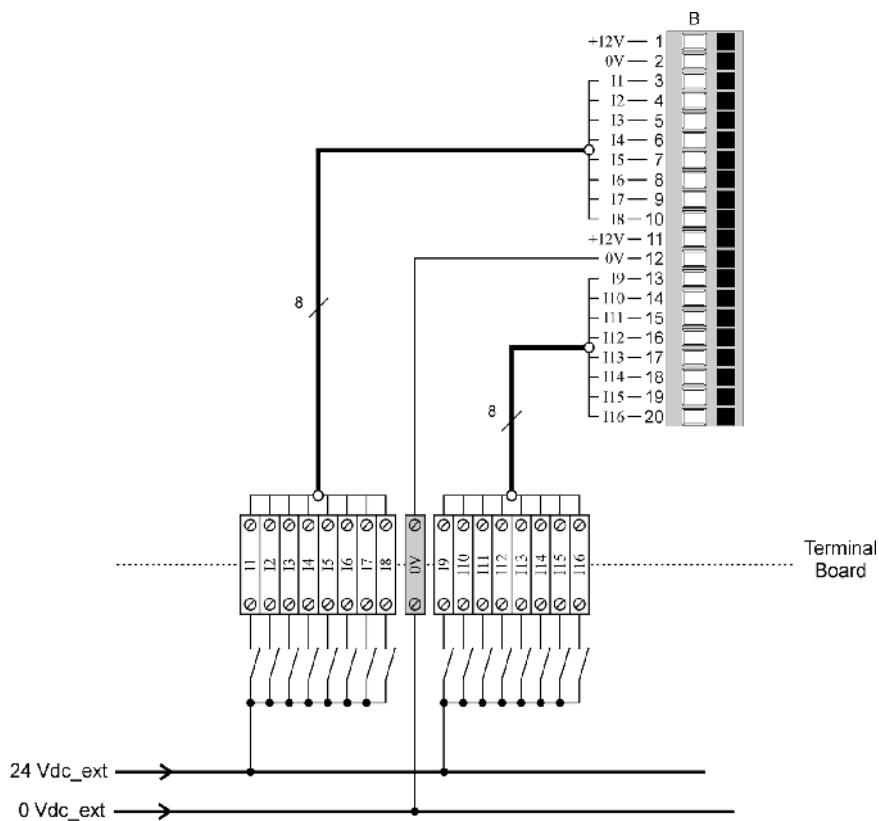 B
+12V 1
0V 2
I1 3
I2 4
I3 5
I4 6
I5 7
I6 8
I7 9
I8 10
+12V 11
0V 12
I9 13
I10 14
I11 15
I12 16
I13 17
I14 18
I15 19
I16 20
8
8
I1 I2 I3 I4 I5 I6 I7 I8 0V I9 I10 I11 I12 I13 I14 I15 I16
Terminal
Board
24 Vdc_ext
0 Vdc_ext